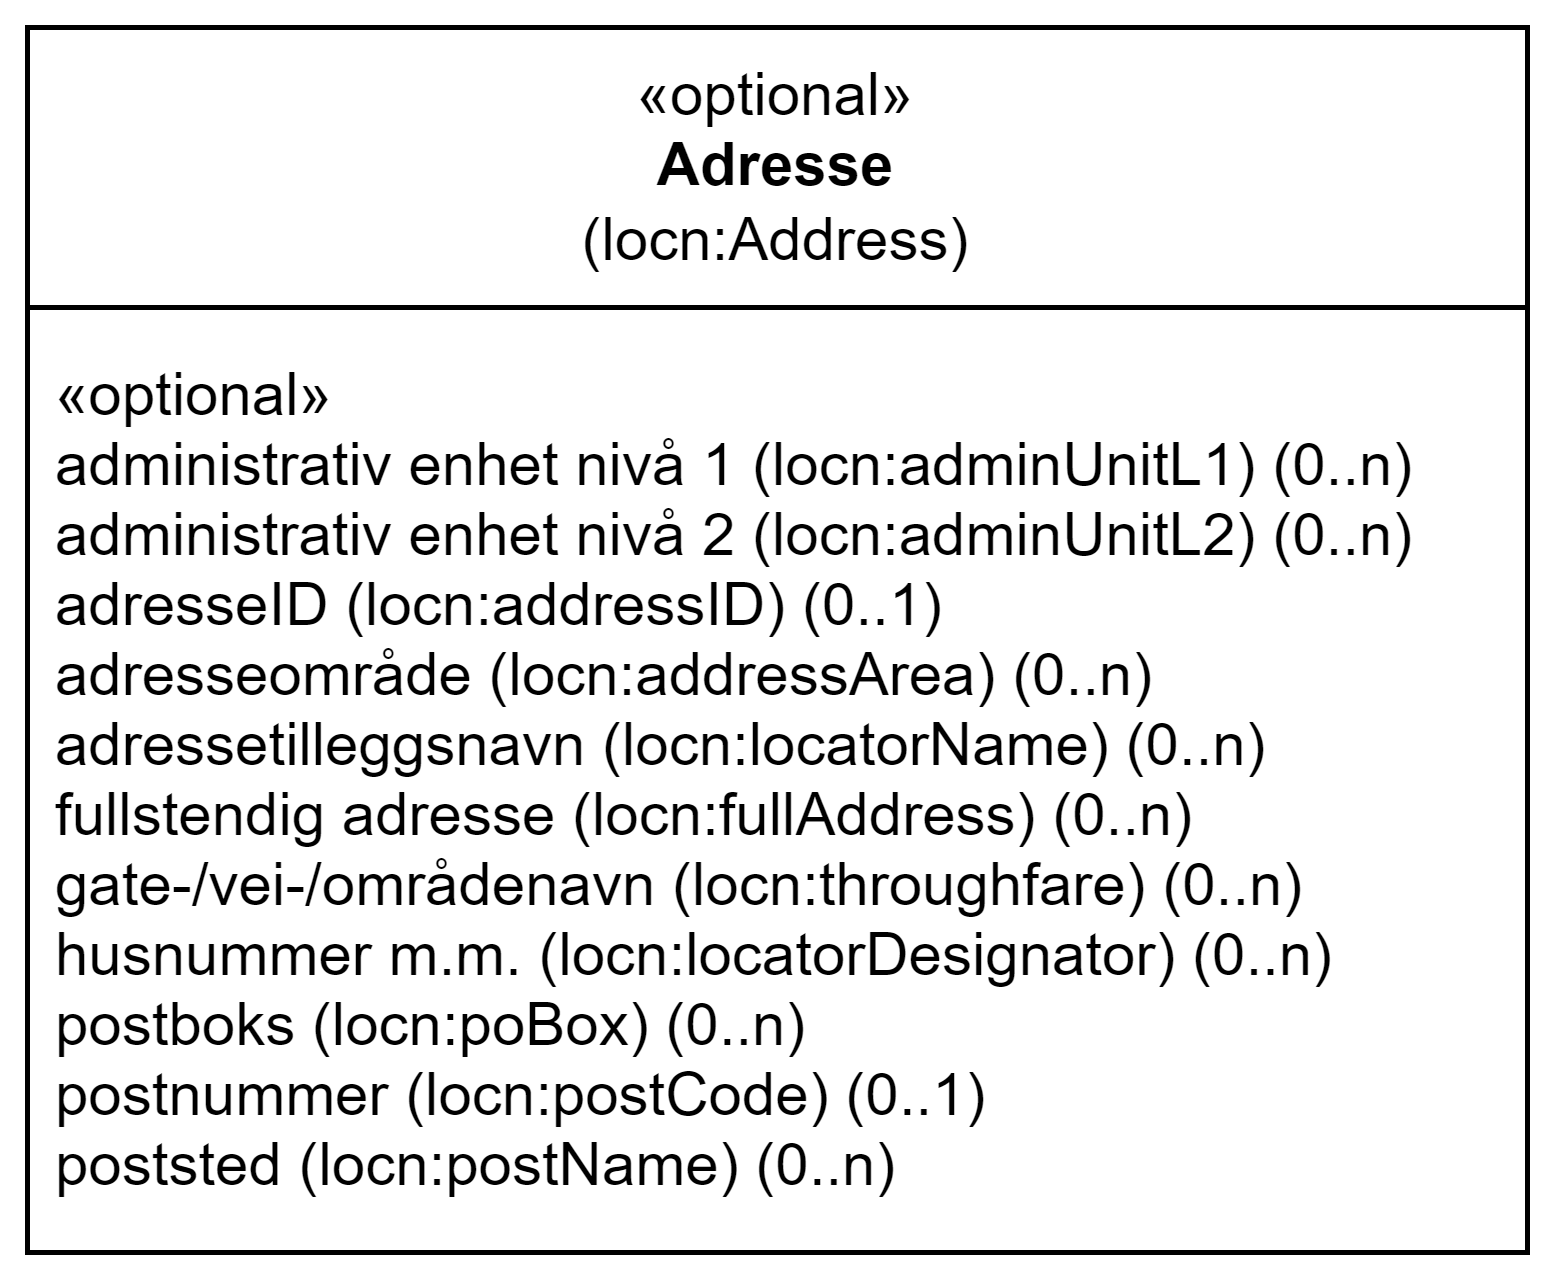 «optional»
Adresse
(locn:Address)
«optional»
administrativ enhet nivå 1 (locn:adminUnitL1) (0..n)
administrativ enhet nivå 2 (locn:adminUnitL2) (0..n)
adresseID (locn:addressID) (0..1)
adresseområde (locn:addressArea) (0..n)
adressetilleggsnavn (locn:locatorName) (0..n)
fullstendig adresse (locn:fullAddress) (0..n)
gate-/vei-/områdenavn (locn:throughfare) (0..n)
husnummer m.m. (locn:locatorDesignator) (0..n)
postboks (locn:poBox) (0..n)
postnummer (locn:postCode) (0..1)
poststed (locn:postName) (0..n)